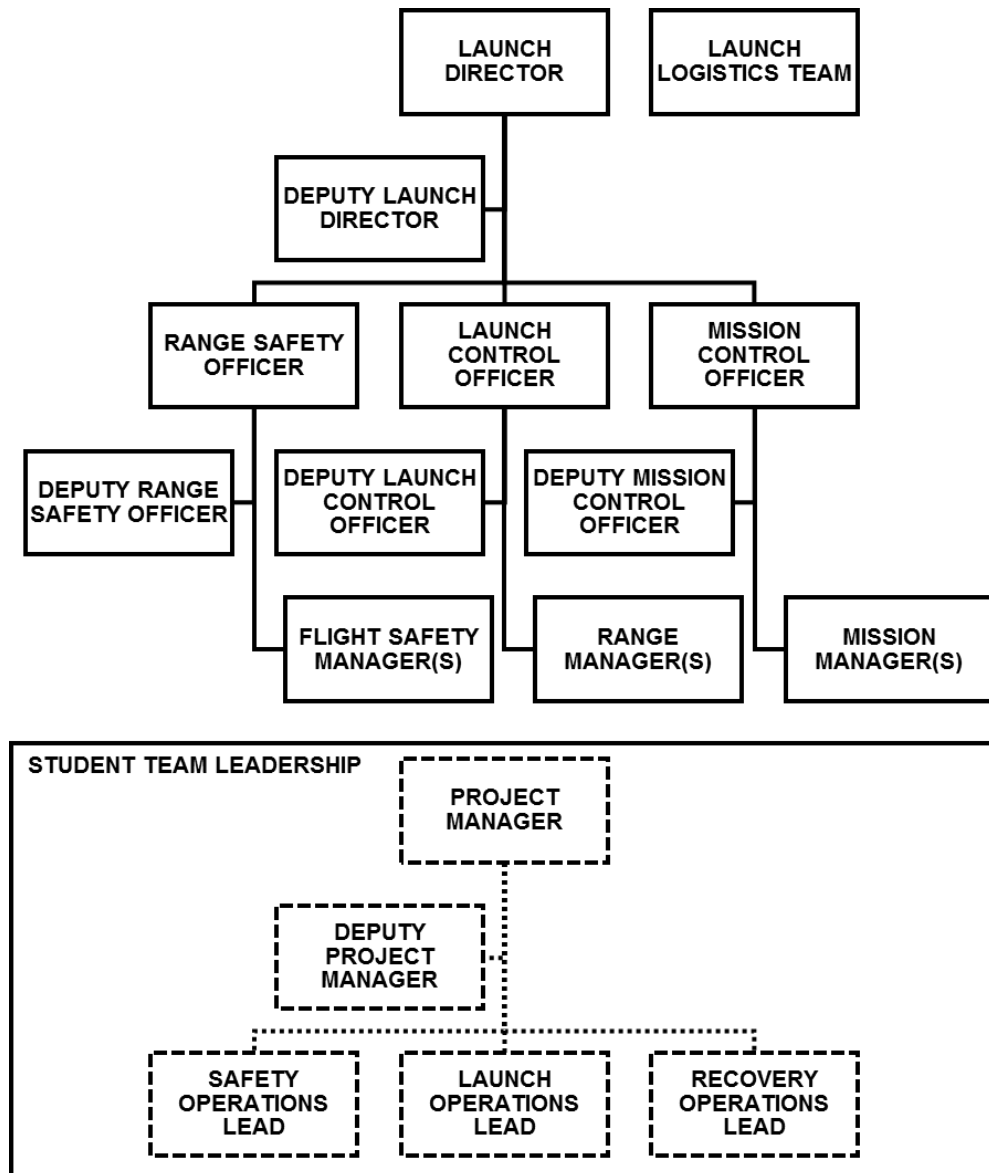 LAUNCH
DIRECTOR
LAUNCH
LOGISTICS TEAM
DEPUTY LAUNCH
DIRECTOR
RANGE SAFETY
OFFICER
LAUNCH
CONTROL
OFFICER
MISSION
CONTROL
OFFICER
DEPUTY RANGE
SAFETY OFFICER
DEPUTY LAUNCH
CONTROL
OFFICER
DEPUTY MISSION
CONTROL
OFFICER
FLIGHT SAFETY
MANAGER(S)
RANGE
MANAGER(S)
MISSION
MANAGER(S)
STUDENT TEAM LEADERSHIP
PROJECT
MANAGER
DEPUTY
PROJECT
MANAGER
SAFETY
OPERATIONS
LEAD
LAUNCH
OPERATIONS
LEAD
RECOVERY
OPERATIONS
LEAD